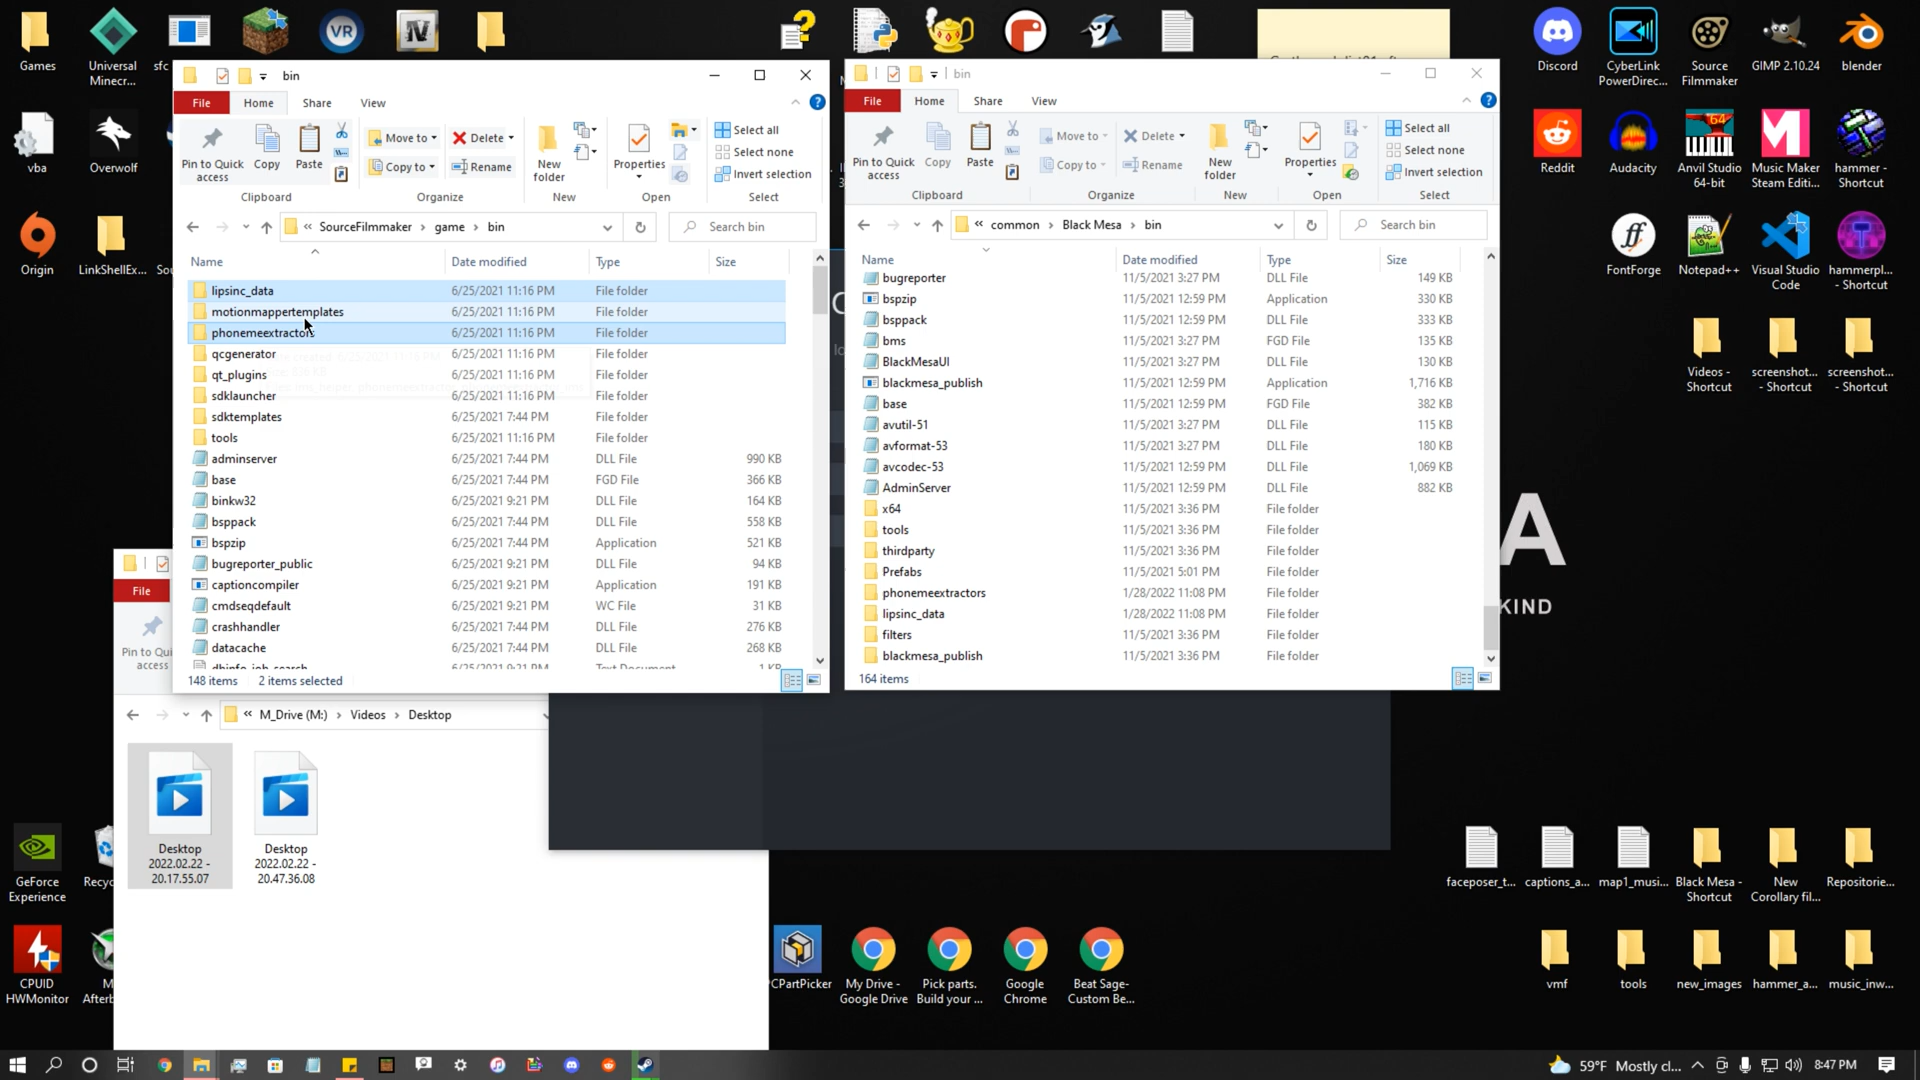 Games
Universal
Minecr...
sfc
VR
IV
Discord
CyberLink
PowerDirec...
Source
Filmmaker
GIMP 2.10.24
blender
vba
Overwolf
Reddit
Audacity
64
Anvil Studio
64-bit
Music Maker
Steam Editi...
hammer -
Shortcut
Origin
LinkShellEx...
FontForge
Notepad++
Visual Studio
Code
hammerpl...
- Shortcut
Videos -
Shortcut
screenshot...
- Shortcut
screenshot...
- Shortcut
bin
File
Home
Share
View
Pin to Quick
access
Copy
Paste
Move to
Copy to
Delete
Rename
New
folder
Properties
Select all
Select none
Invert selection
Clipboard
Organize
New
Open
Select
« SourceFilmmaker › game › bin
Search bin
Name Date modified Type Size
lipsinc_data 6/25/2021 11:16 PM File folder
motionmappertemplates 6/25/2021 11:16 PM File folder
phonemeextractors 6/25/2021 11:16 PM File folder
qcgenerator 6/25/2021 11:16 PM File folder
qt_plugins 6/25/2021 11:16 PM File folder
sdklauncher 6/25/2021 11:16 PM File folder
sdktemplates 6/25/2021 7:44 PM File folder
tools 6/25/2021 11:16 PM File folder
adminserver 6/25/2021 7:44 PM DLL File 990 KB
base 6/25/2021 7:44 PM FGD File 366 KB
binkw32 6/25/2021 9:21 PM DLL File 164 KB
bsppack 6/25/2021 7:44 PM DLL File 558 KB
bspzip 6/25/2021 7:44 PM Application 521 KB
bugreporter_public 6/25/2021 9:21 PM DLL File 94 KB
captioncompiler 6/25/2021 9:21 PM Application 191 KB
cmdseqdefault 6/25/2021 9:21 PM WC File 31 KB
crashhandler 6/25/2021 7:44 PM DLL File 276 KB
datacache 6/25/2021 7:44 PM DLL File 268 KB
dbinfo_job_search 6/25/2021 9:21 PM Text Document 1 KB
148 items 2 items selected
bin
File
Home
Share
View
Pin to Quick
access
Copy
Paste
Move to
Copy to
Delete
Rename
New
folder
Properties
Select all
Select none
Invert selection
Clipboard
Organize
New
Open
Select
« common › Black Mesa › bin
Search bin
Name Date modified Type Size
bugreporter 11/5/2021 3:27 PM DLL File 149 KB
bspzip 11/5/2021 12:59 PM Application 330 KB
bsppack 11/5/2021 12:59 PM DLL File 333 KB
bms 11/5/2021 3:27 PM FGD File 135 KB
BlackMesaUI 11/5/2021 3:27 PM DLL File 130 KB
blackmesa_publish 11/5/2021 12:59 PM Application 1,716 KB
base 11/5/2021 12:59 PM FGD File 382 KB
avutil-51 11/5/2021 3:27 PM DLL File 115 KB
avformat-53 11/5/2021 3:27 PM DLL File 180 KB
avcodec-53 11/5/2021 12:59 PM DLL File 1,069 KB
AdminServer 11/5/2021 12:59 PM DLL File 882 KB
x64 11/5/2021 3:36 PM File folder
tools 11/5/2021 3:36 PM File folder
thirdparty 11/5/2021 3:36 PM File folder
Prefabs 11/5/2021 5:01 PM File folder
phonemeextractors 1/28/2022 11:08 PM File folder
lipsinc_data 1/28/2022 11:08 PM File folder
filters 11/5/2021 3:36 PM File folder
blackmesa_publish 11/5/2021 3:36 PM File folder
164 items
A
KIND
File
Pin to Qu
access
« M_Drive (M:) › Videos › Desktop
Desktop
2022.02.22 -
20.17.55.07
Desktop
2022.02.22 -
20.47.36.08
GeForce
Experience
Recyc
CPUID
HWMonitor
M
Afterb
CPartPicker
My Drive -
Google Drive
Pick parts.
Build your ...
Google
Chrome
Beat Sage-
Custom Be...
faceposer_t...
captions_a...
map1_musi...
Black Mesa -
Shortcut
New
Corollary fil...
Repositorie...
vmf
tools
new_images
hammer_a...
music_inw...
59°F Mostly cl...
8:47 PM